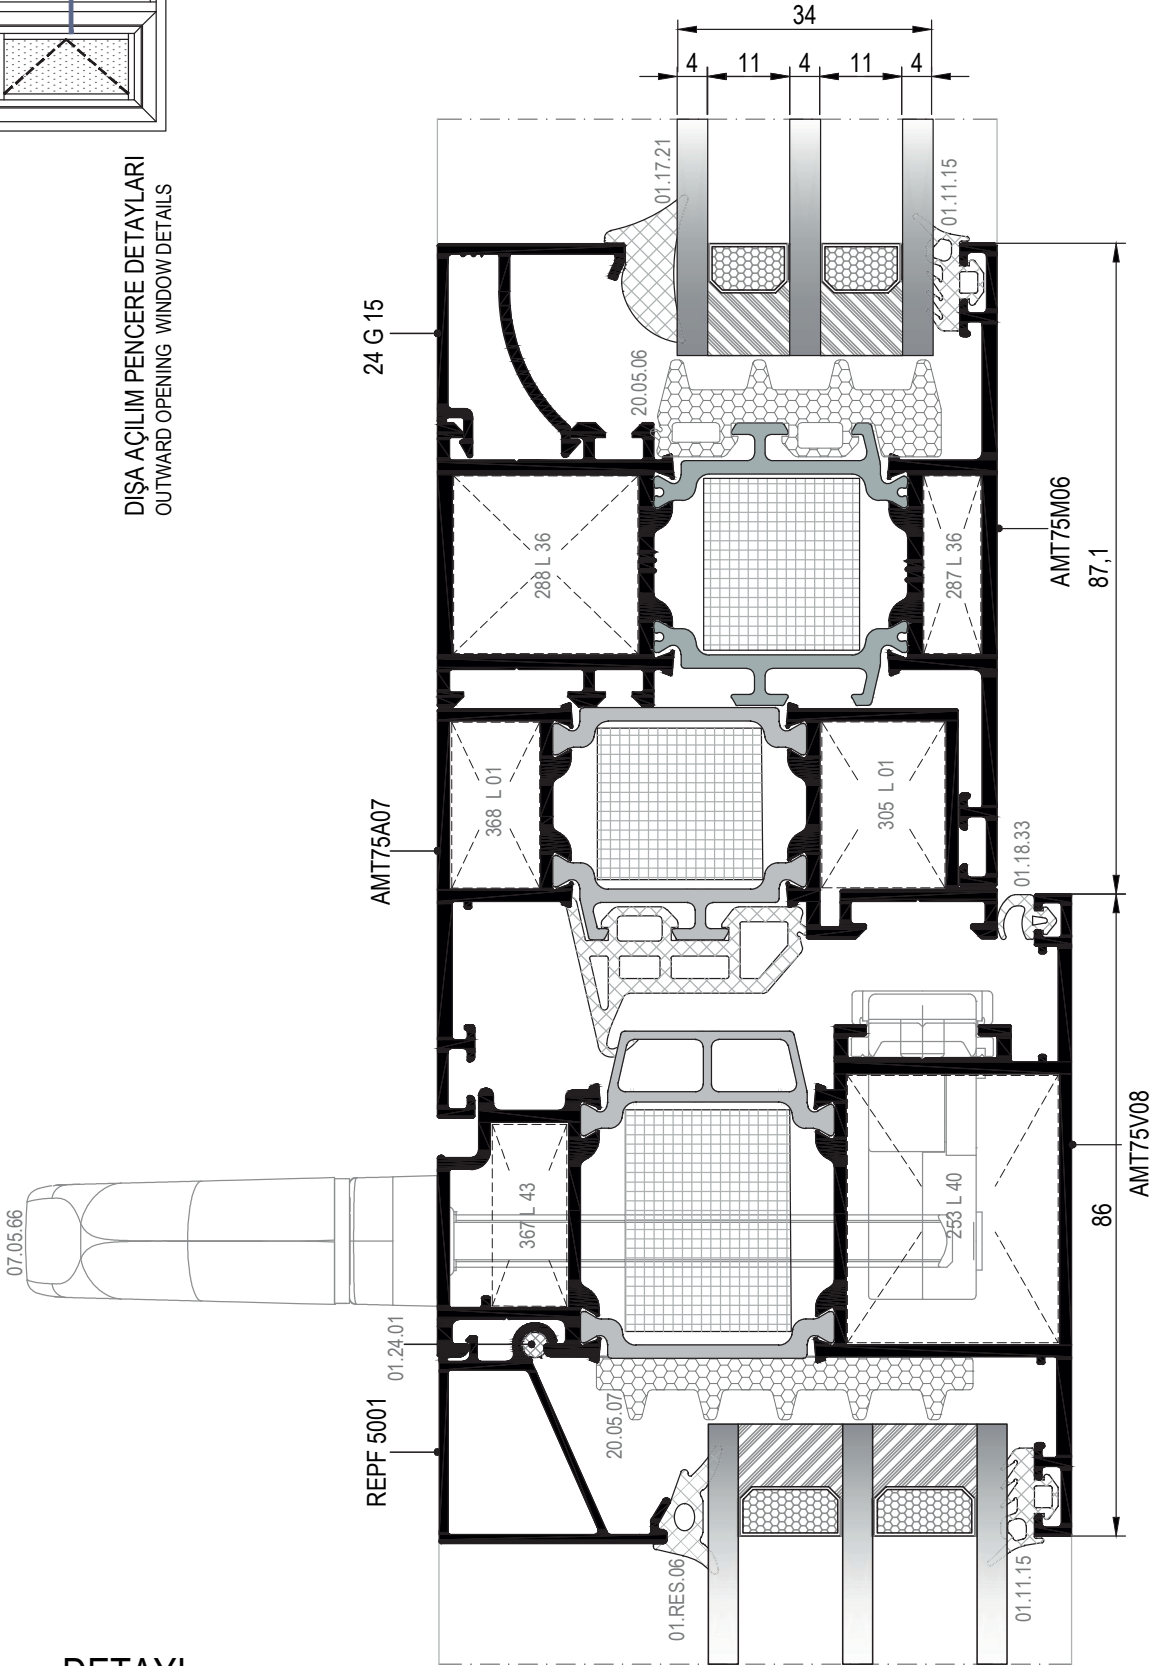 34
4
11
4
11
4
DIŞA AÇILIM PENCERE DETAYLARI
OUTWARD OPENING WINDOW DETAILS
01.17.21
01.11.15
24 G 15
20.05.06
288 L 36
287 L 36
AMT75M06
87,1
AMT75A07
368 L 01
305 L 01
01.18.33
07.05.66
367 L 43
253 L 40
86
AMT75V08
01.24.01
REPF 5001
20.05.07
01.RES.06
01.11.15
DETAYI